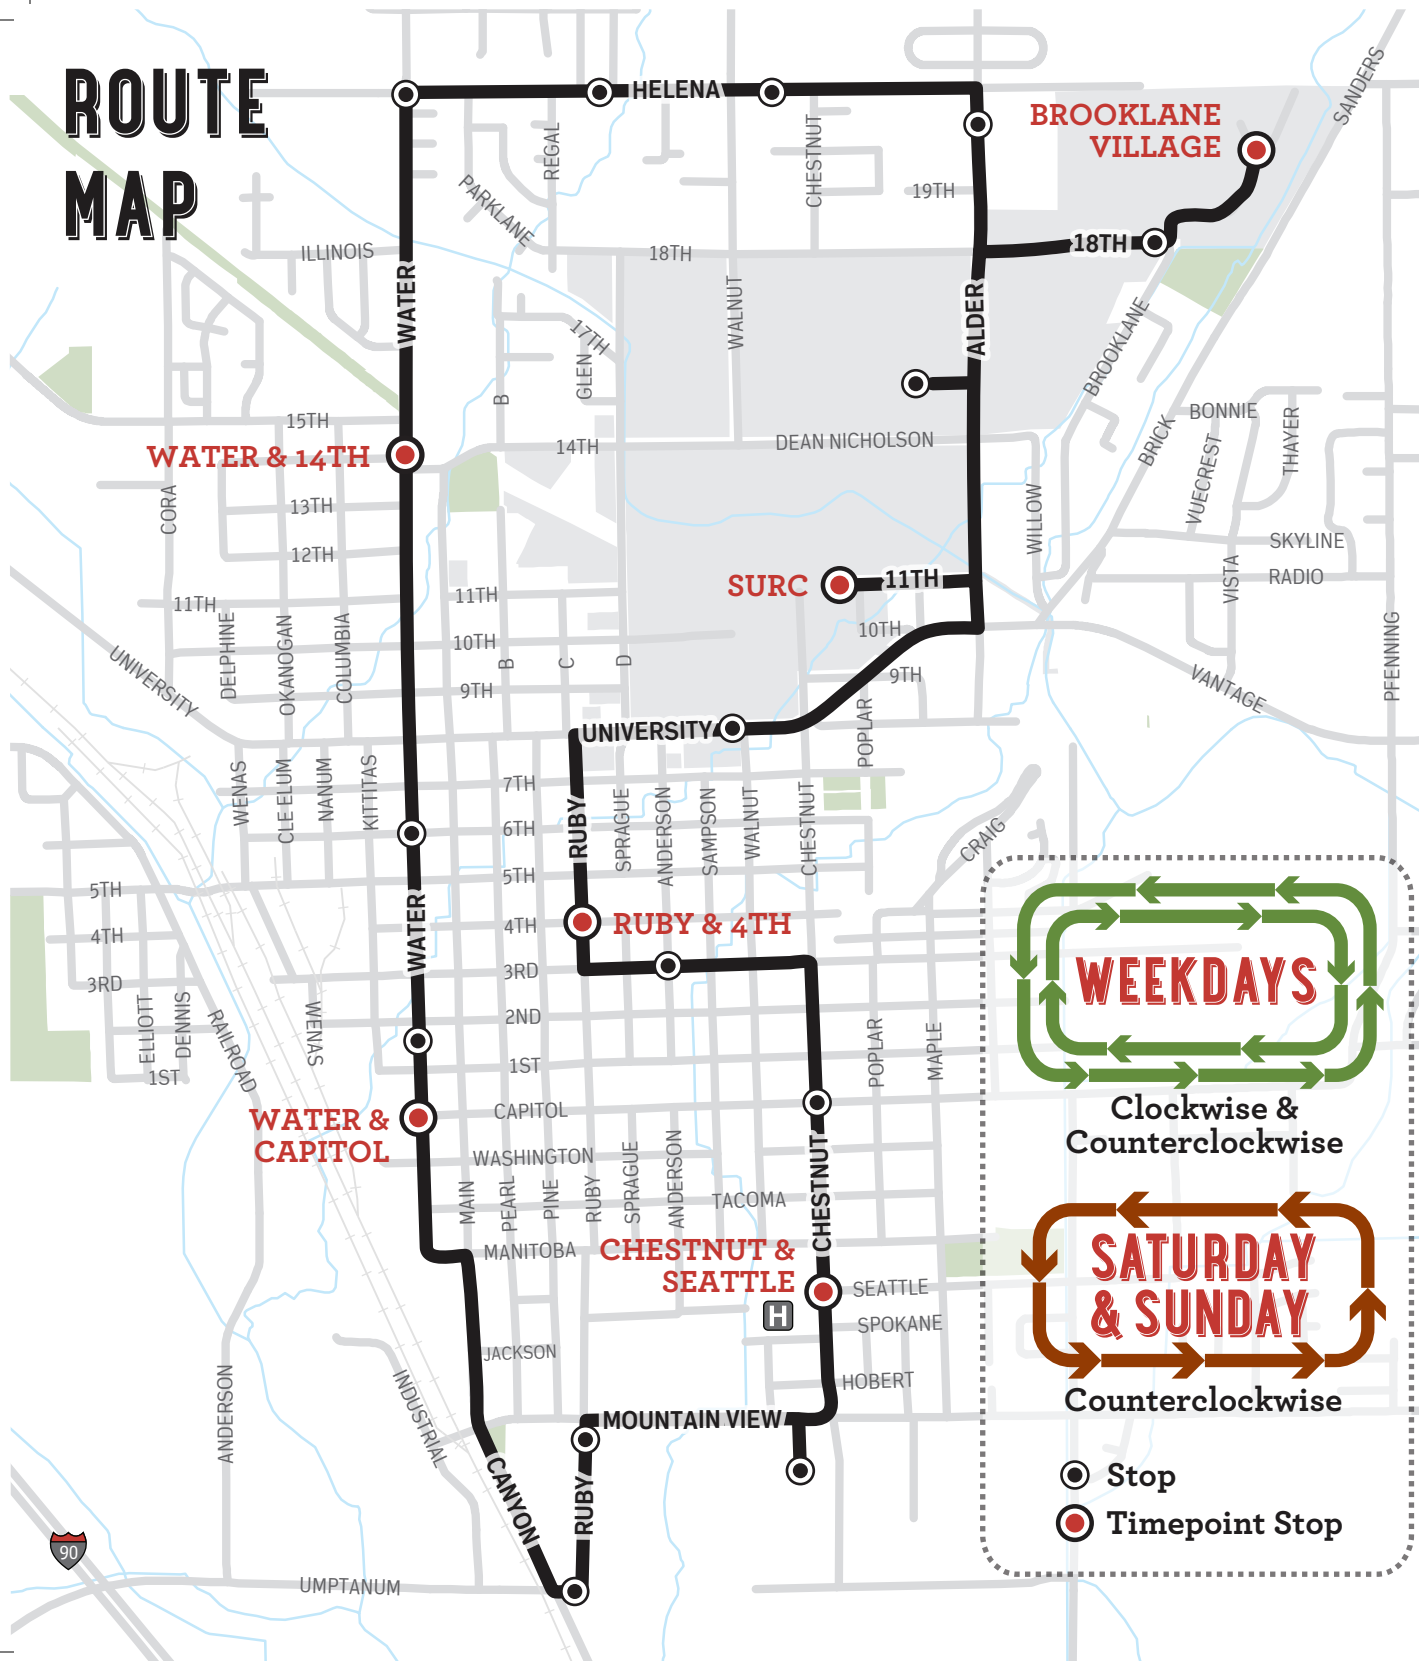 ROUTE
MAP
HELENA
BROOKLANE
VILLAGE
SANDERS
REGAL
CHESTNUT
19TH
PARKLANE
ILLINOIS
18TH
18TH
WATER
WALNUT
ALDER
17TH
GLEN
B
BROOKLANE
15TH
BONNIE
BRICK
VUECREST
THAYER
WATER & 14TH
14TH
DEAN NICHOLSON
CORA
13TH
WILLOW
12TH
SKYLINE
RADIO
VISTA
SURC
11TH
11TH
11TH
10TH
10TH
DELPHINE
OKANOGAN
COLUMBIA
B
C
D
9TH
9TH
PFENNING
UNIVERSITY
VANTAGE
UNIVERSITY
POPLAR
WENAS
CLE ELUM
NANUM
KITTITAS
7TH
RUBY
SPRAGUE
ANDERSON
SAMPSON
WALNUT
CHESTNUT
6TH
CRAIG
5TH
5TH
WATER
4TH
RUBY & 4TH
4TH
3RD
3RD
WEEKDAYS
ELLIOTT
DENNIS
RAILROAD
WENAS
2ND
POPLAR
MAPLE
1ST
1ST
WATER &
CAPITOL
CAPITOL
Clockwise &
Counterclockwise
WASHINGTON
CHESTNUT
MAIN
PEARL
PINE
RUBY
SPRAGUE
ANDERSON
TACOMA
MANITOBA
CHESTNUT &
SEATTLE
SATURDAY
& SUNDAY
SEATTLE
H
SPOKANE
JACKSON
HOBERT
Counterclockwise
ANDERSON
INDUSTRIAL
MOUNTAIN VIEW
CANYON
RUBY
Stop
Timepoint Stop
90
UMPTANUM